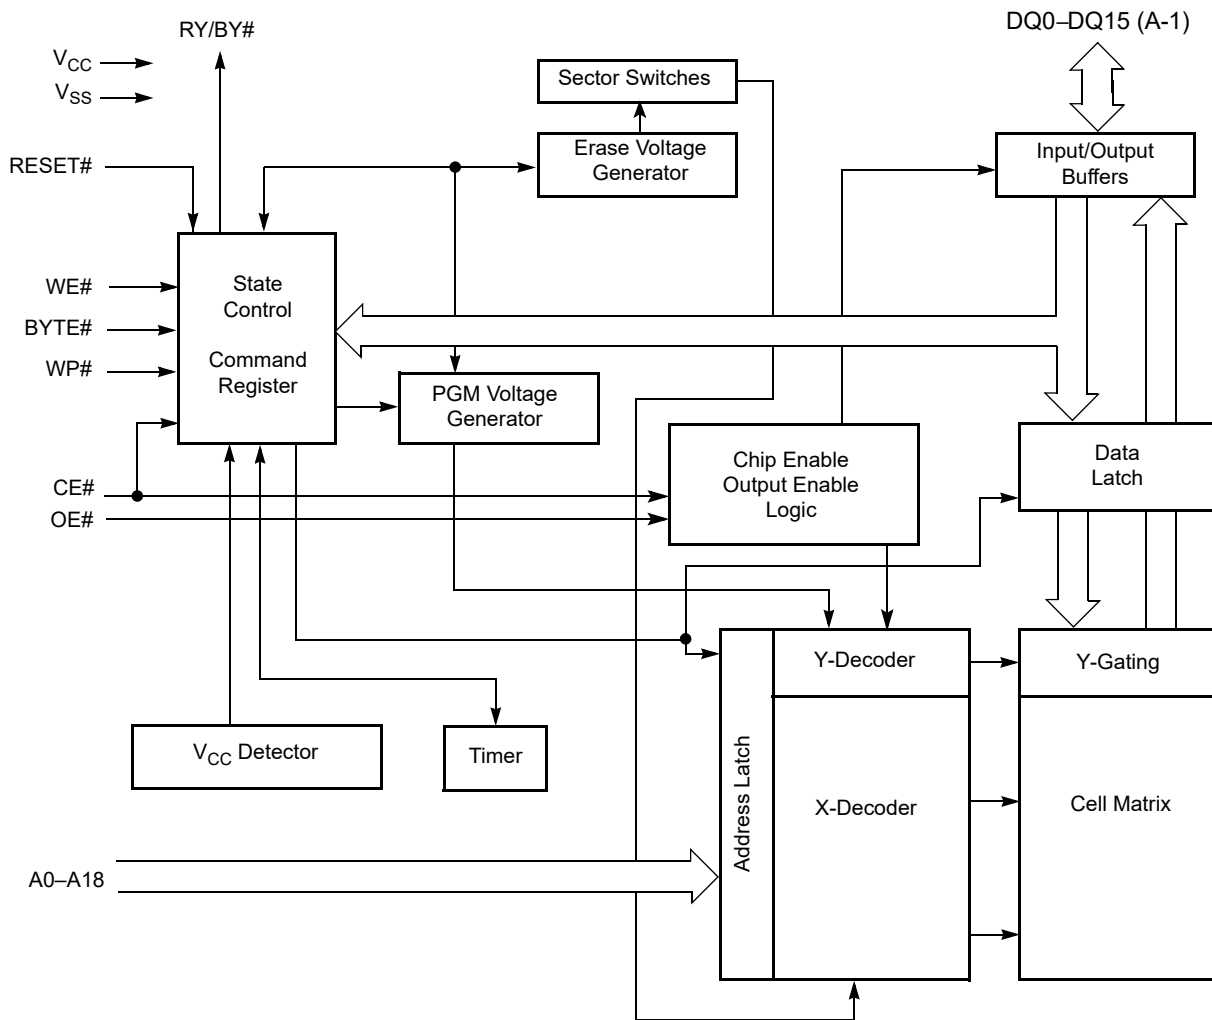 RY/BY#
DQ0–DQ15 (A-1)
VCC
VSS
Sector Switches
Erase Voltage
Generator
Input/Output
Buffers
RESET#
WE#
BYTE#
WP#
State
Control
Command
Register
PGM Voltage
Generator
CE#
OE#
Chip Enable
Output Enable
Logic
Data
Latch
Y-Decoder
Y-Gating
VCC Detector
Timer
Address Latch
X-Decoder
Cell Matrix
A0–A18